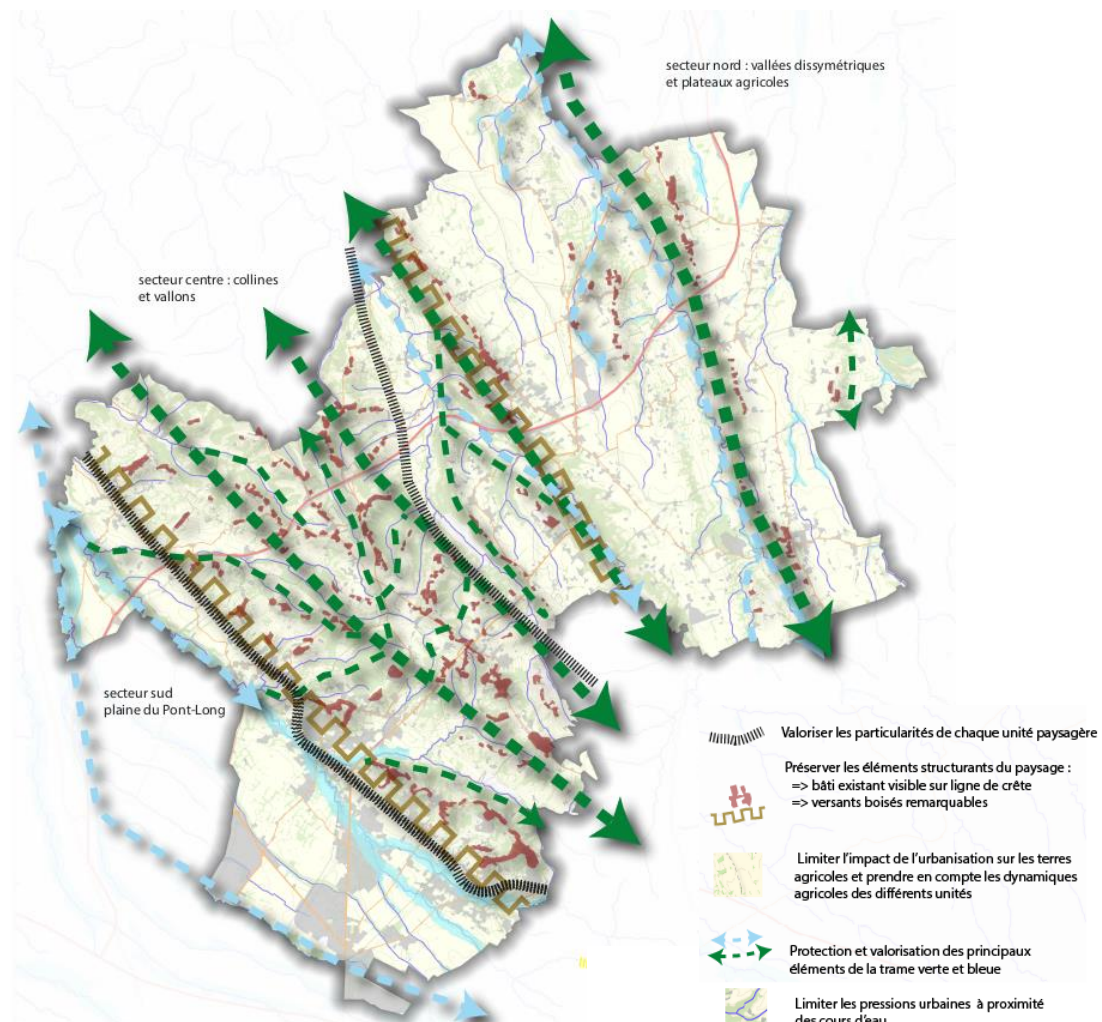 secteur nord : vallées dissymétriques
et plateaux agricoles
secteur centre : collines
et vallons
secteur sud
plaine du Pont-Long
Valoriser les particularités de chaque unité paysagère
Préserver les éléments structurants du paysage :
=> bâti existant visible sur ligne de crête
=> versants boisés remarquables
Limiter l'impact de l'urbanisation sur les terres
agricoles et prendre en compte les dynamiques
agricoles des différents unités
Protection et valorisation des principaux
éléments de la trame verte et bleue
Limiter les pressions urbaines à proximité
des cours d'eau